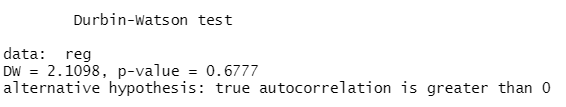 Durbin-Watson test
data: reg
DW = 2.1098, p-value = 0.6777
alternative hypothesis: true autocorrelation is greater than 0